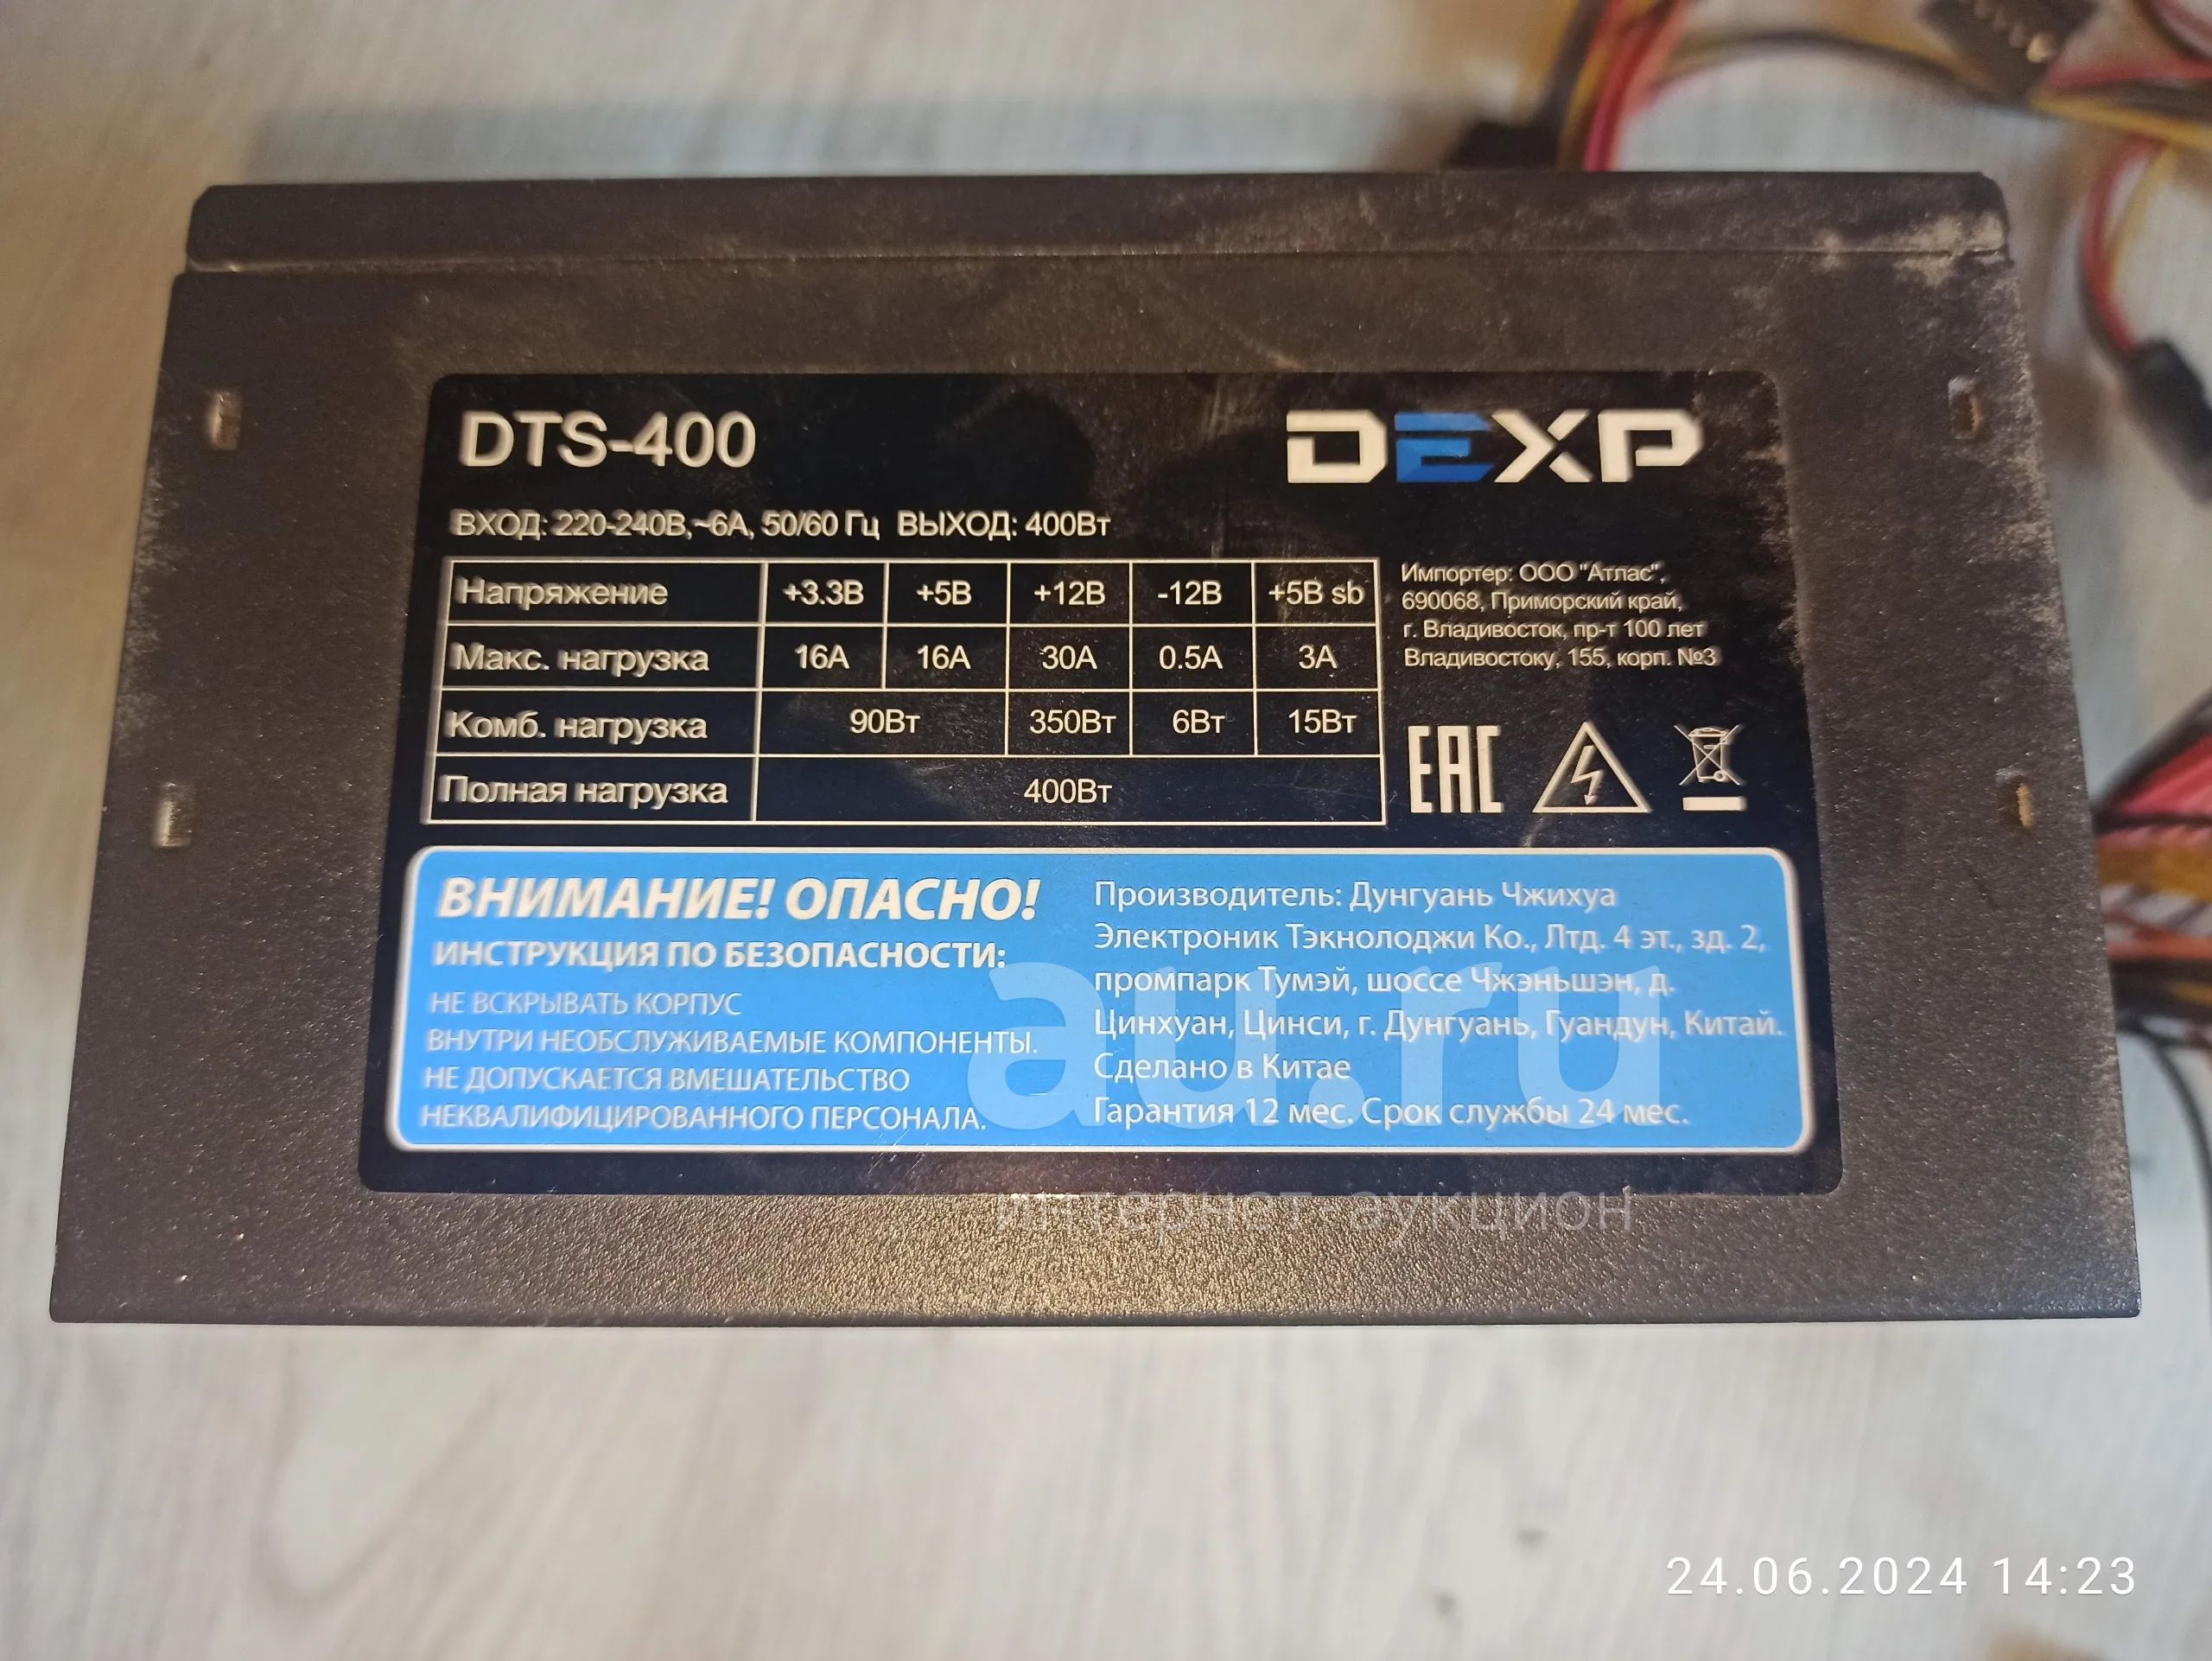 DTS-400
DEXP
ВХОД: 220-240В,~6А, 50/60 Гц ВЫХОД: 400Вт
Напряжение +3.3В +5В +12В -12В +5В sb
Макс. нагрузка 16А 16А 30А 0.5А 3А
Комб. нагрузка 90Вт 350Вт 6Вт 15Вт
Полная нагрузка 400Вт
Импортер: ООО "Атлас",
690068, Приморский край,
г. Владивосток, пр-т 100 лет
Владивостоку, 155, корп. №3
EAC
ВНИМАНИЕ! ОПАСНО!
ИНСТРУКЦИЯ ПО БЕЗОПАСНОСТИ:
НЕ ВСКРЫВАТЬ КОРПУС
ВНУТРИ НЕОБСЛУЖИВАЕМЫЕ КОМПОНЕНТЫ.
НЕ ДОПУСКАЕТСЯ ВМЕШАТЕЛЬСТВО
НЕКВАЛИФИЦИРОВАННОГО ПЕРСОНАЛА.
Производитель: Дунгуань Чжихуа
Электроник Тэкнолоджи Ко., Лтд. 4 эт., зд. 2,
промпарк Тумэй, шоссе Чжэньшэн, д.
Цинхуан, Цинси, г. Дунгуань, Гуандун, Китай.
Сделано в Китае
Гарантия 12 мес. Срок службы 24 мес.
au.ru
интернет-аукцион
24.06.2024 14:23